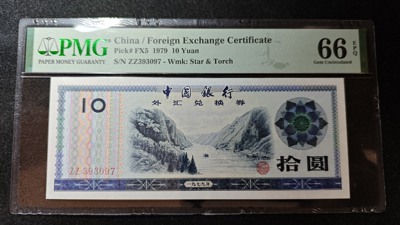 PMG
PAPER MONEY GUARANTY
China / Foreign Exchange Certificate
Pick# FX5 1979 10 Yuan
S/N ZZ393097 - Wmk: Star & Torch
66 EPQ
Gem Uncirculated
10
中国银行
外汇兑换券
拾圆
ZZ 393097
一九七九年